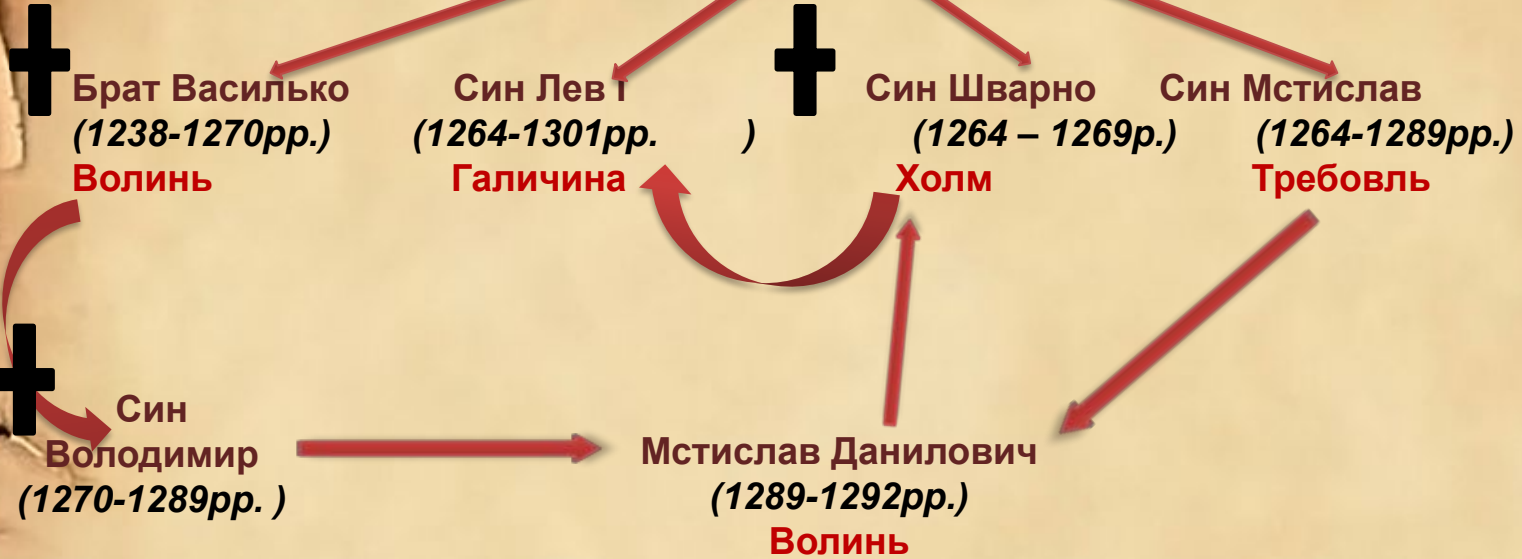 Брат Василько
(1238-1270рр.)
Волинь
Син Лев І
(1264-1301рр. )
Галичина
Син Шварно
(1264 – 1269р.)
Холм
Син Мстислав
(1264-1289рр.)
Требовль
Син
Володимир
(1270-1289рр. )
Мстислав Данилович
(1289-1292рр.)
Волинь